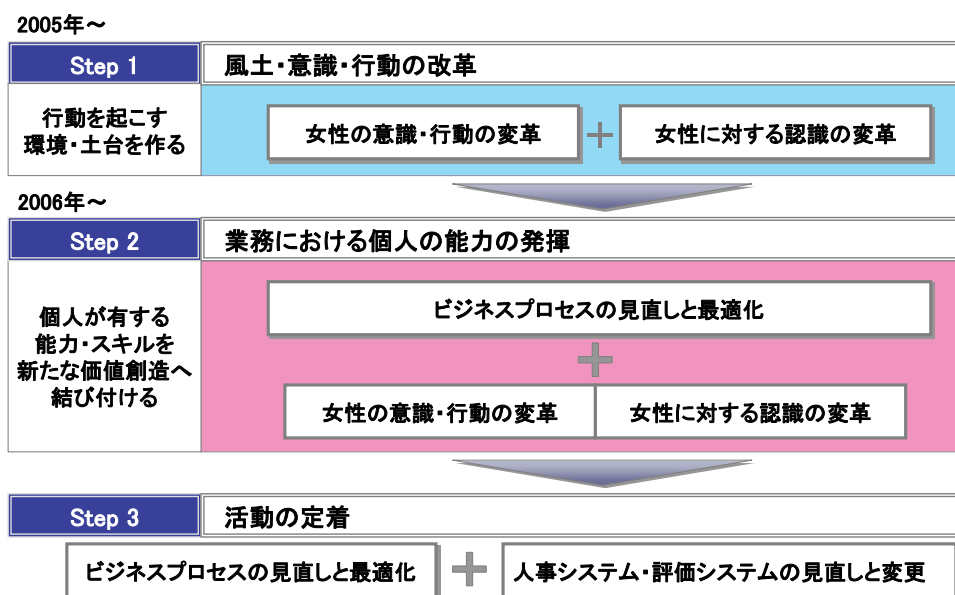 2005年～
Step 1
風土・意識・行動の改革
行動を起こす
環境・土台を作る
女性の意識・行動の変革
＋
女性に対する認識の変革
2006年～
Step 2
業務における個人の能力の発揮
個人が有する
能力・スキルを
新たな価値創造へ
結び付ける
ビジネスプロセスの見直しと最適化
＋
女性の意識・行動の変革
女性に対する認識の変革
Step 3
活動の定着
ビジネスプロセスの見直しと最適化
＋
人事システム・評価システムの見直しと変更